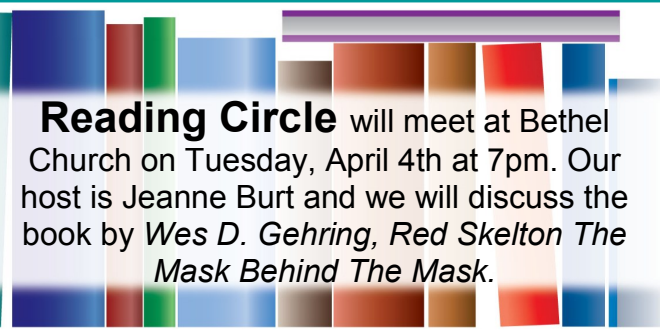 Reading Circle will meet at Bethel
Church on Tuesday, April 4th at 7pm. Our
host is Jeanne Burt and we will discuss the
book by Wes D. Gehring, Red Skelton The
Mask Behind The Mask.